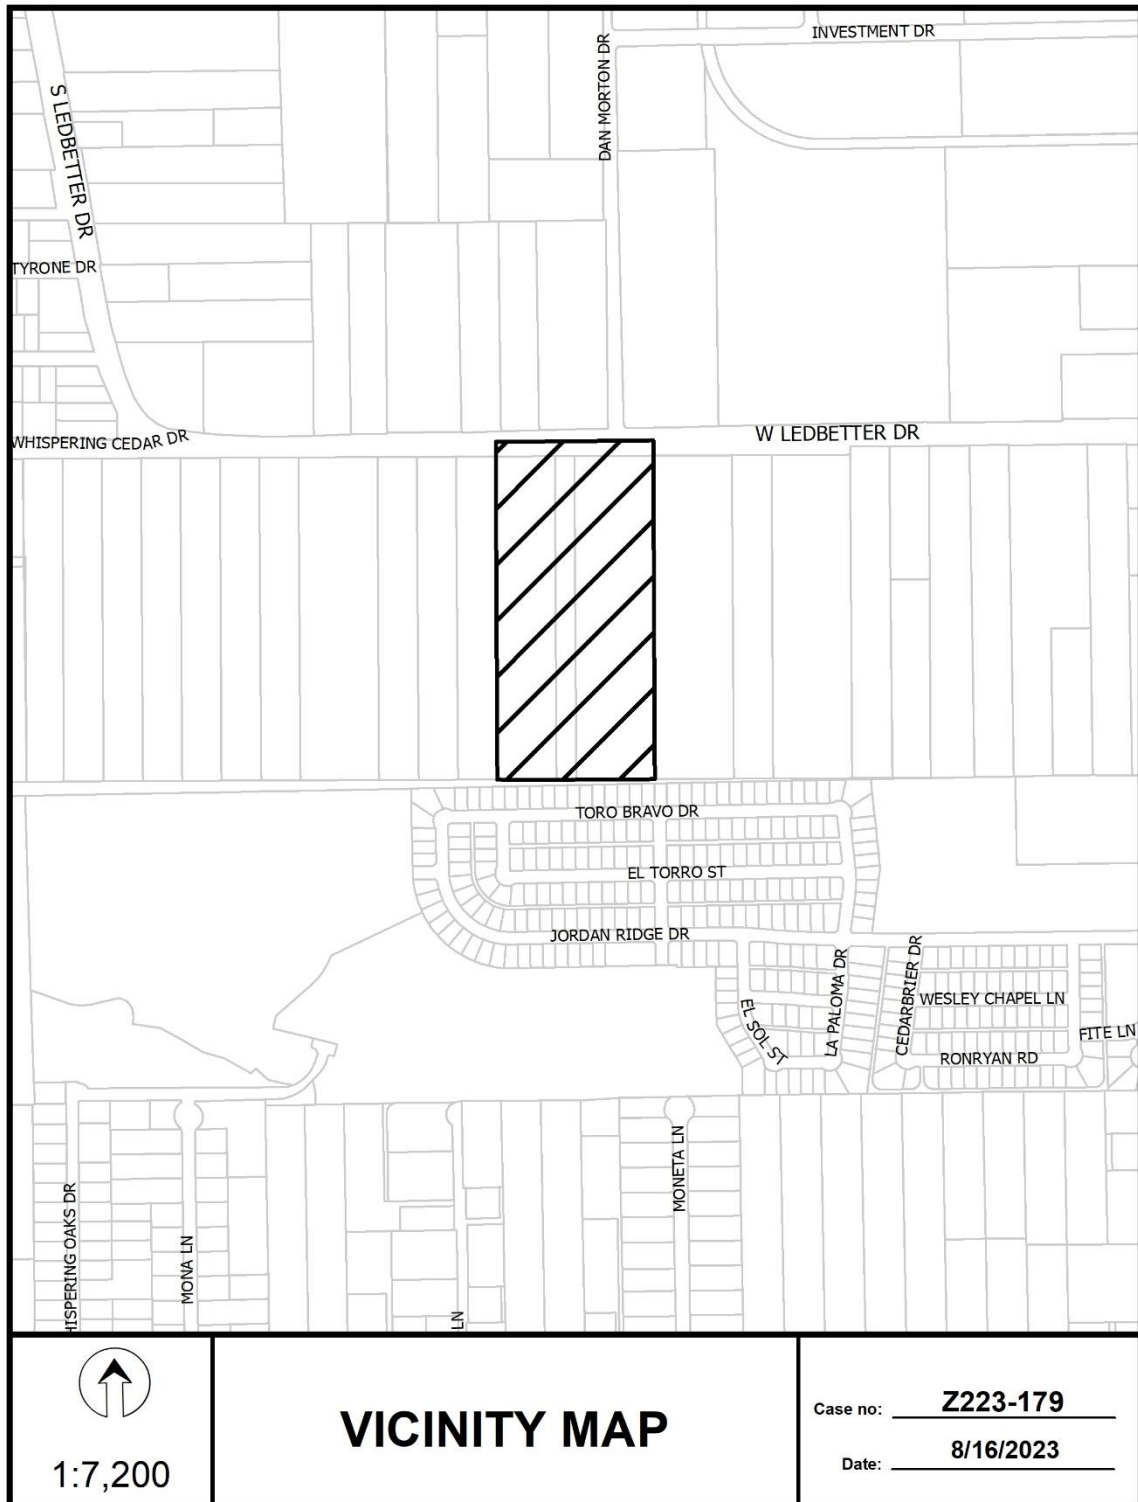 INVESTMENT DR
DAN MORTON DR
S LEDBETTER DR
TYRONE DR
WHISPERING CEDAR DR
W LEDBETTER DR
TORO BRAVO DR
EL TORRO ST
JORDAN RIDGE DR
LA PALOMA DR
CEDARBRIER DR
WESLEY CHAPEL LN
EL SOL ST
FITE LN
RONRYAN RD
MONETA LN
HISPERING OAKS DR
MONA LN
LN
1:7,200
VICINITY MAP
Case no: Z223-179
Date: 8/16/2023